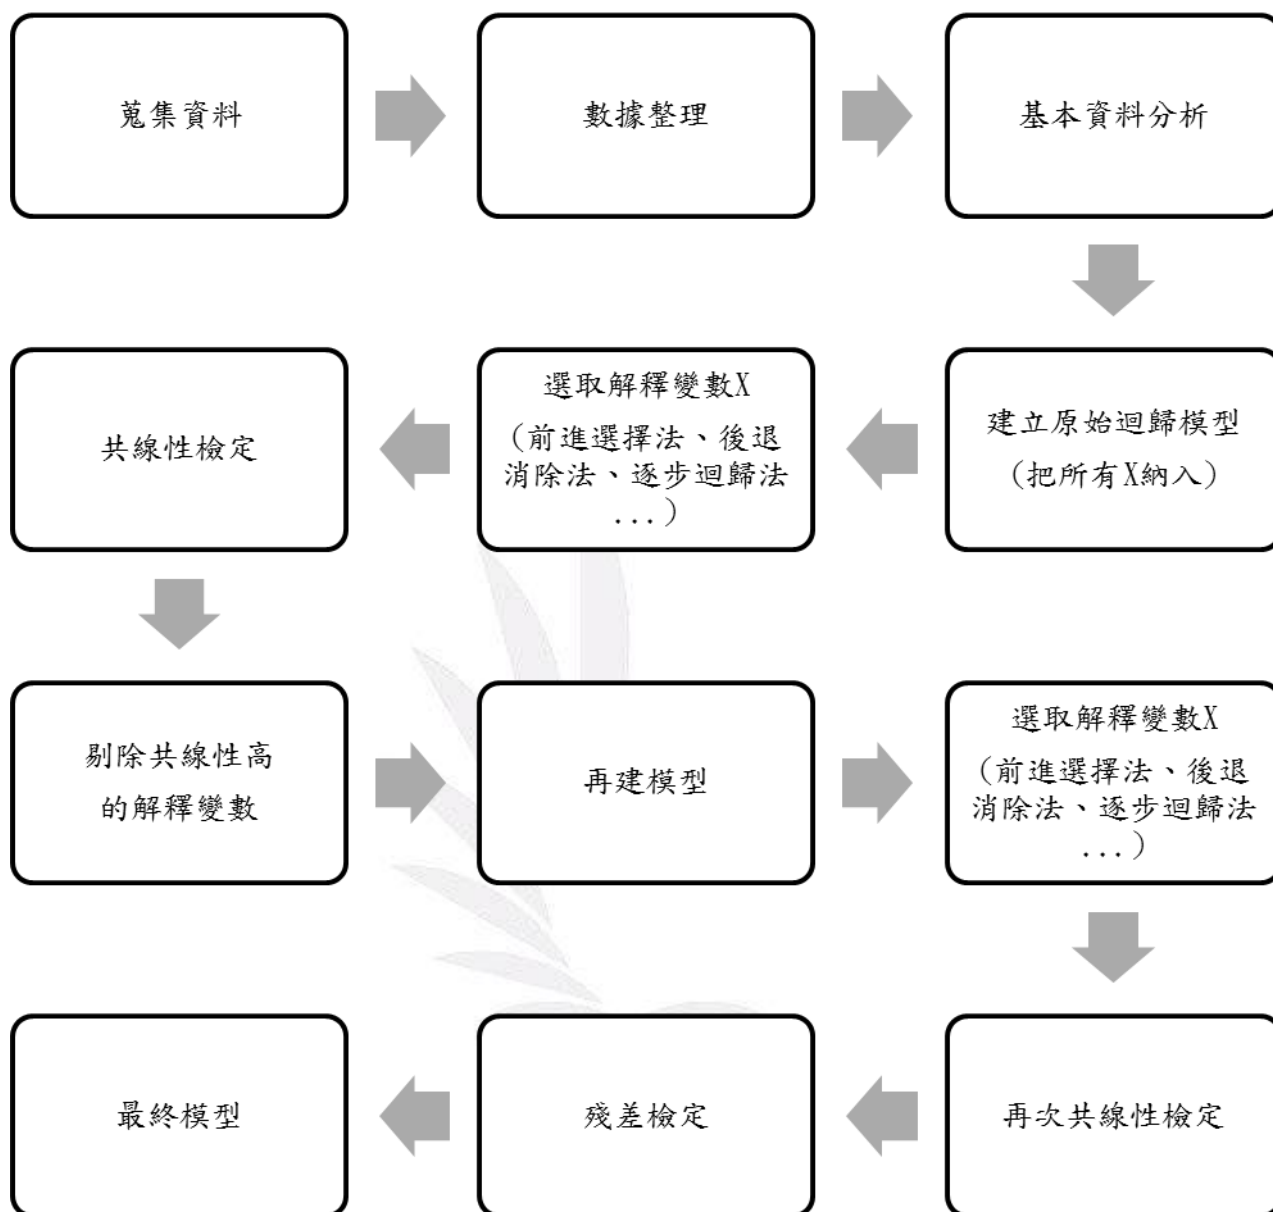 蒐集資料
數據整理
基本資料分析
建立原始迴歸模型
(把所有X納入)
選取解釋變數X
(前進選擇法、後退
消除法、逐步迴歸法
...)
共線性檢定
剔除共線性高
的解釋變數
再建模型
選取解釋變數X
(前進選擇法、後退
消除法、逐步迴歸法
...)
再次共線性檢定
殘差檢定
最終模型